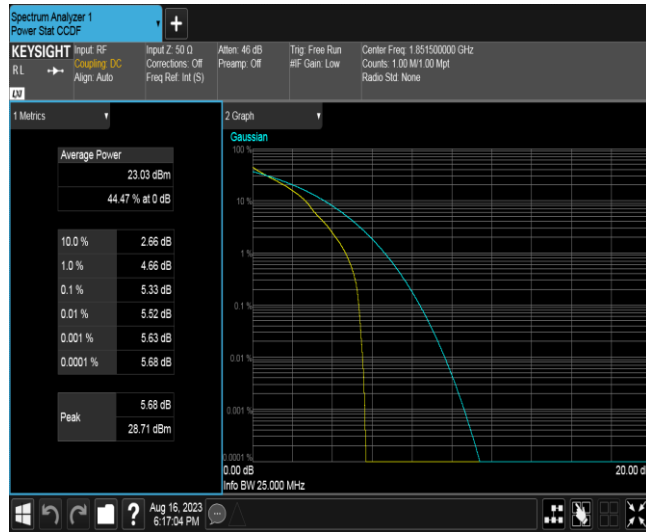 Spectrum Analyzer 1
Power Stat CCDF
+
KEYSIGHT
RL
LXI
Input: RF
Coupling: DC
Align: Auto
Input Z: 50 Ω
Corrections: Off
Freq Ref: Int (S)
Atten: 46 dB
Preamp: Off
Trig: Free Run
#IF Gain: Low
Center Freq: 1.851500000 GHz
Counts: 1.00 M/1.00 Mpt
Radio Std: None
1 Metrics
Average Power
23.03 dBm
44.47 % at 0 dB
10.0 % 2.66 dB
1.0 % 4.66 dB
0.1 % 5.33 dB
0.01 % 5.52 dB
0.001 % 5.63 dB
0.0001 % 5.68 dB
Peak
5.68 dB
28.71 dBm
2 Graph
Gaussian
100 %
10 %
1 %
0.1 %
0.01 %
0.001 %
0.0001 %
0.00 dB
20.00 d
Info BW 25.000 MHz
?
Aug 16, 2023
6:17:04 PM